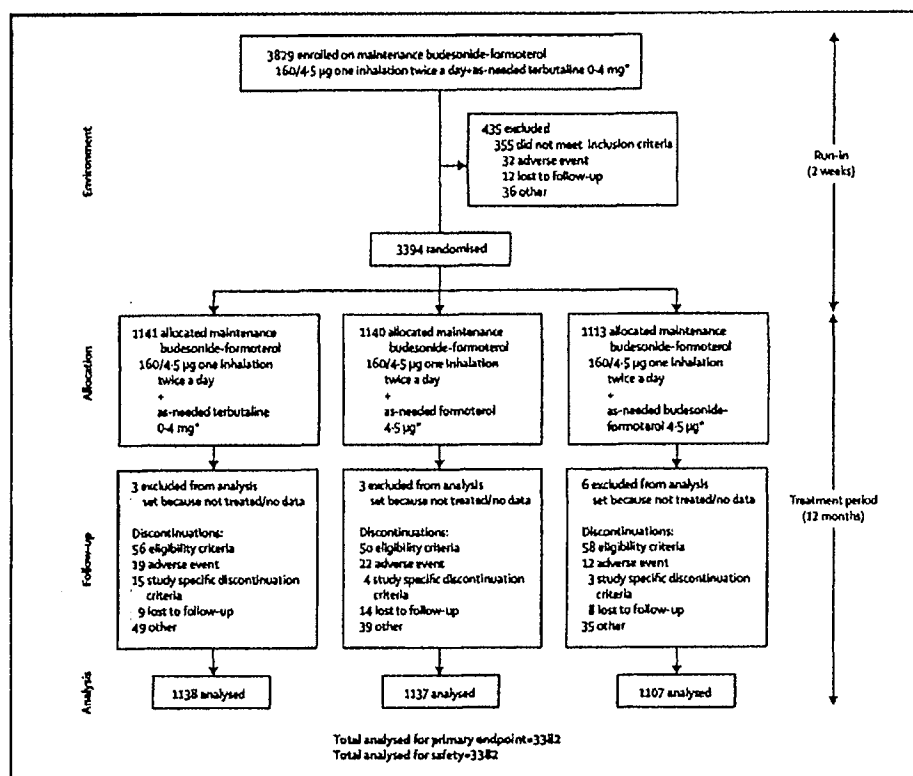 3829 enrolled on maintenance budesonide-formoterol
160/4·5 µg one inhalation twice a day+as-needed terbutaline 0·4 mg*
Environment
435 excluded
355 did not meet inclusion criteria
32 adverse event
12 lost to follow-up
36 other
Run-in
(2 weeks)
3394 randomised
Allocation
1141 allocated maintenance
budesonide-formoterol
160/4·5 µg one inhalation
twice a day
+
as-needed terbutaline
0·4 mg*
1140 allocated maintenance
budesonide-formoterol
160/4·5 µg one inhalation
twice a day
+
as-needed formoterol
4·5 µg*
1113 allocated maintenance
budesonide-formoterol
160/4·5 µg one inhalation
twice a day
+
as-needed budesonide-
formoterol 4·5 µg*
Follow-up
3 excluded from analysis
set because not treated/no data
Discontinuations:
56 eligibility criteria
19 adverse event
15 study specific discontinuation
criteria
9 lost to follow-up
49 other
3 excluded from analysis
set because not treated/no data
Discontinuations:
50 eligibility criteria
22 adverse event
4 study specific discontinuation
criteria
14 lost to follow-up
39 other
6 excluded from analysis
set because not treated/no data
Discontinuations:
58 eligibility criteria
12 adverse event
3 study specific discontinuation
criteria
8 lost to follow-up
35 other
Treatment period
(12 months)
Analysis
1138 analysed
1137 analysed
1107 analysed
Total analysed for primary endpoint=3382
Total analysed for safety=3382